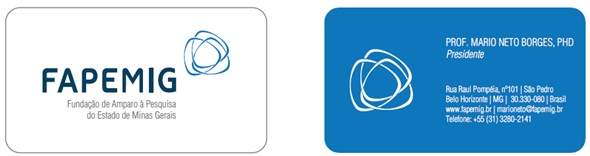 FAPEMIG
Fundação de Amparo à Pesquisa
do Estado de Minas Gerais
PROF. MARIO NETO BORGES, PHD
Presidente
Rua Raul Pompéia, nº101 | São Pedro
Belo Horizonte | MG | 30.330-080 | Brasil
www.fapemig.br | marioneto@fapemig.br
Telefone: +55 (31) 3280-2141